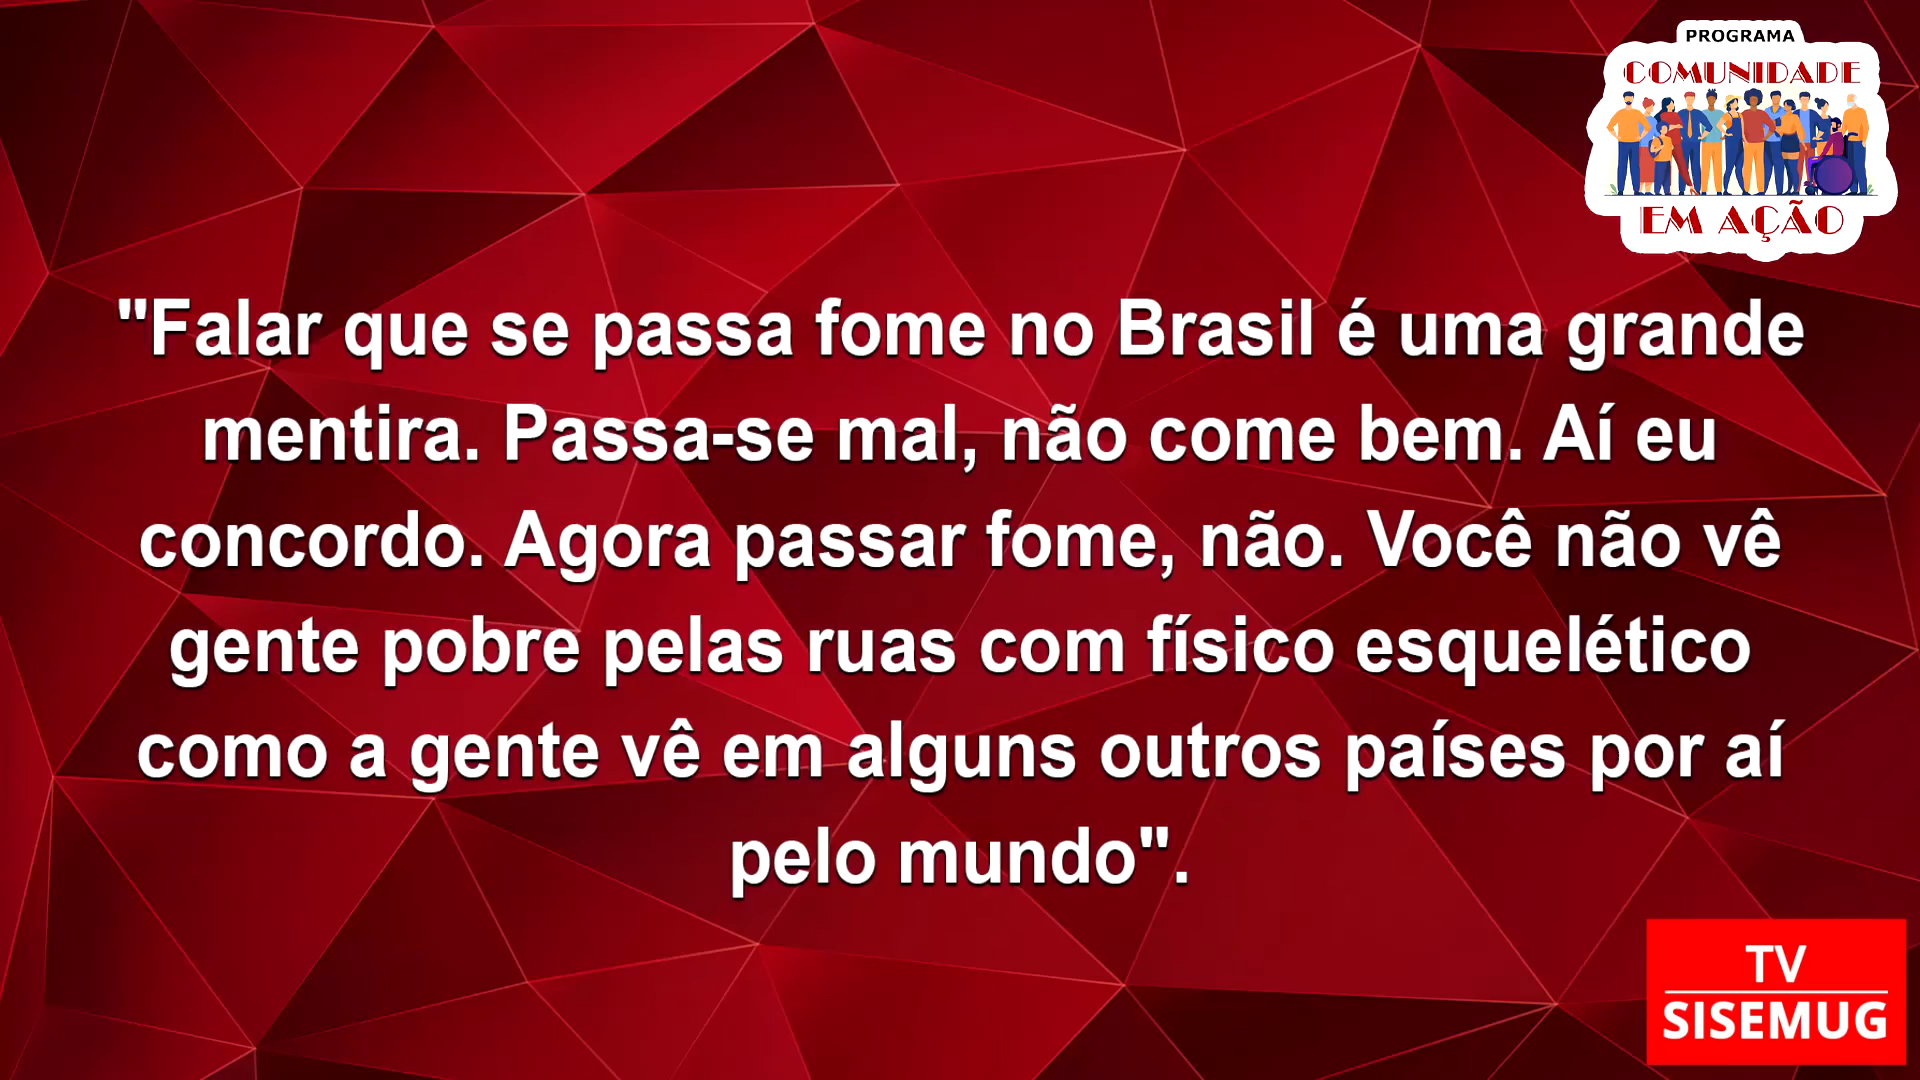 PROGRAMA
COMUNIDADE
EM AÇÃO
"Falar que se passa fome no Brasil é uma grande
mentira. Passa-se mal, não come bem. Aí eu
concordo. Agora passar fome, não. Você não vê
gente pobre pelas ruas com físico esquelético
como a gente vê em alguns outros países por aí
pelo mundo".
TV
SISEMUG